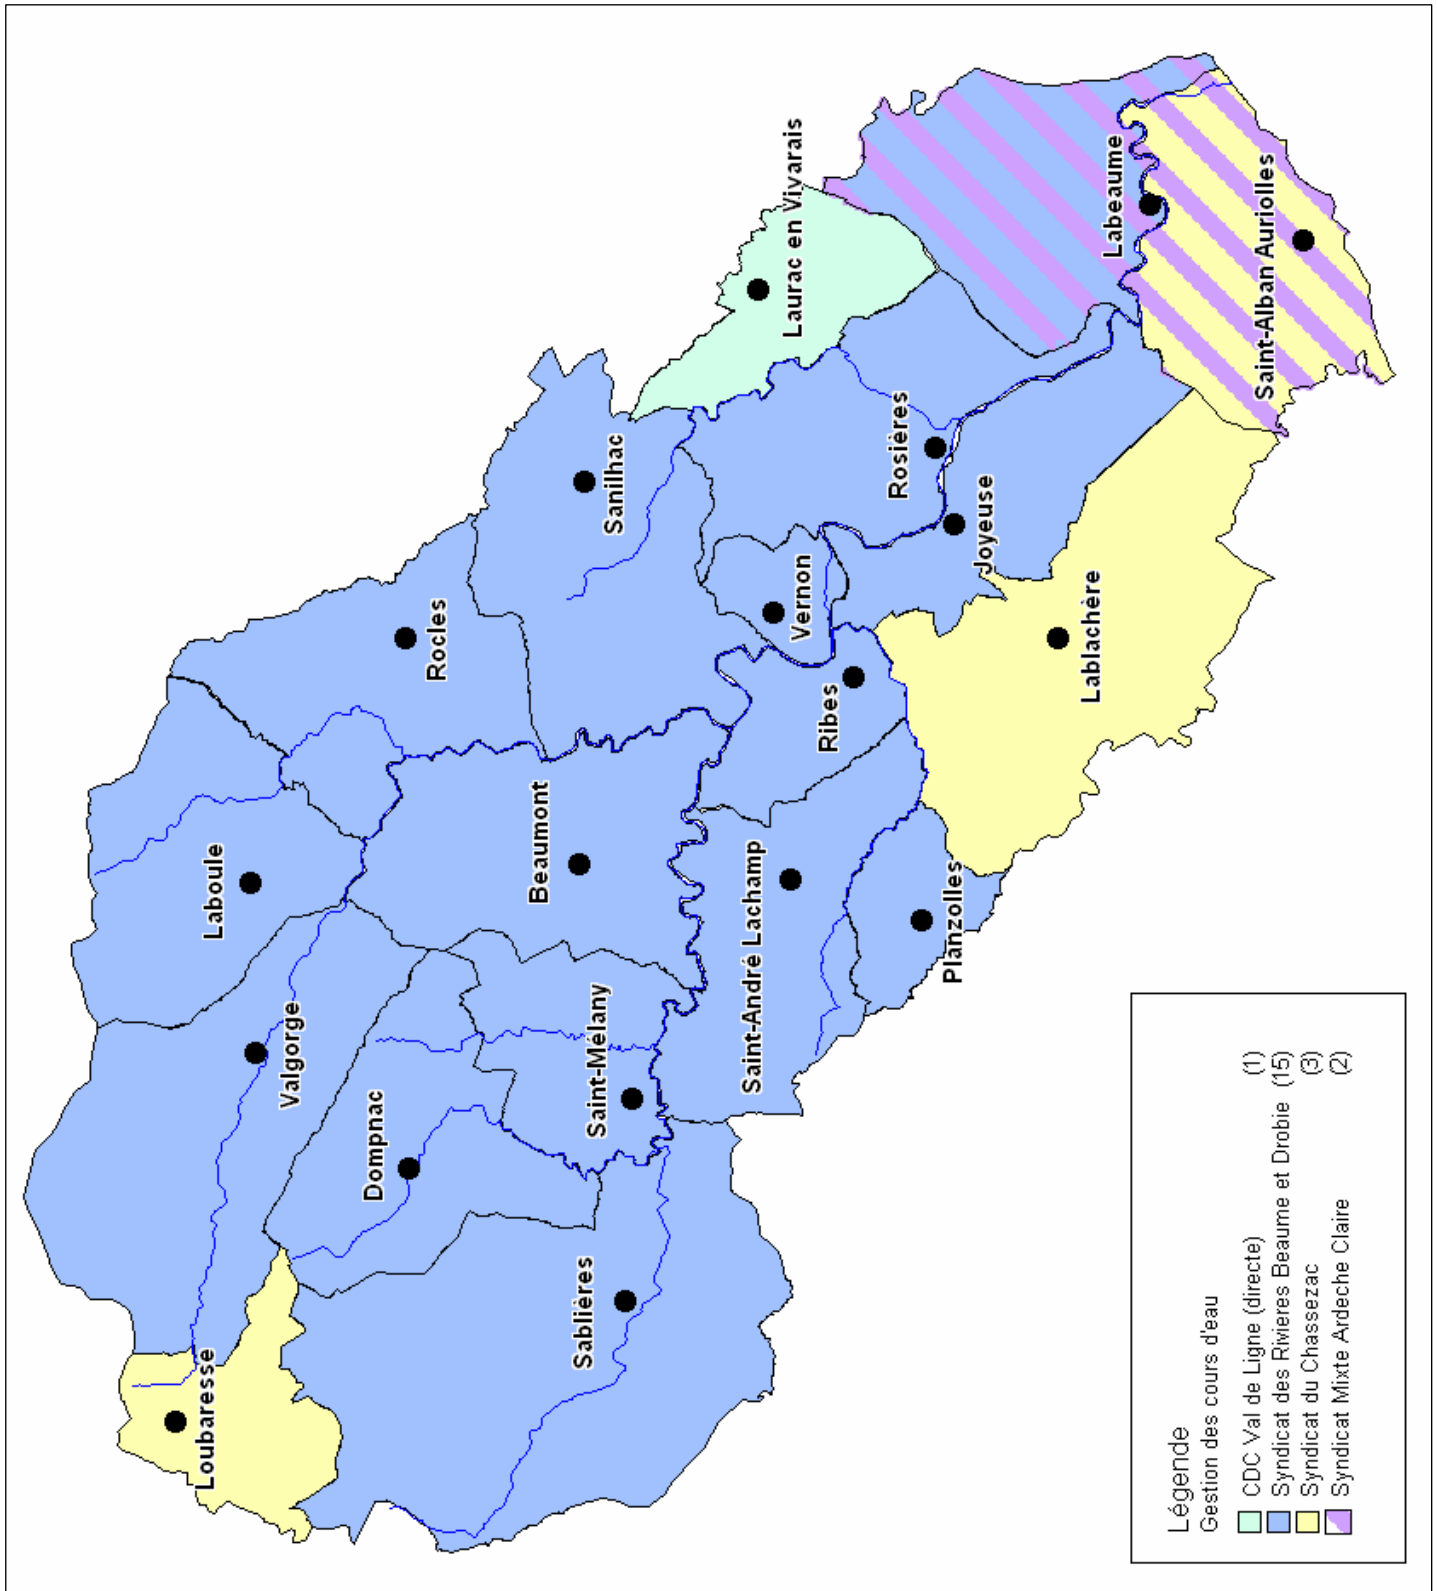 Loubaresse
Valgorge
Laboule
Rocles
Dompnac
Beaumont
Sanilhac
Laurac en Vivarais
Sablières
Saint-Mélany
Saint-André Lachamp
Ribes
Vernon
Rosières
Joyeuse
Labeaume
Planzolles
Lablachère
Saint-Alban Auriolles
Légende
Gestion des cours d'eau
CDC Val de Ligne (directe) (1)
Syndicat des Rivieres Beaume et Drobie (15)
Syndicat du Chassezac (3)
Syndicat Mixte Ardeche Claire (2)